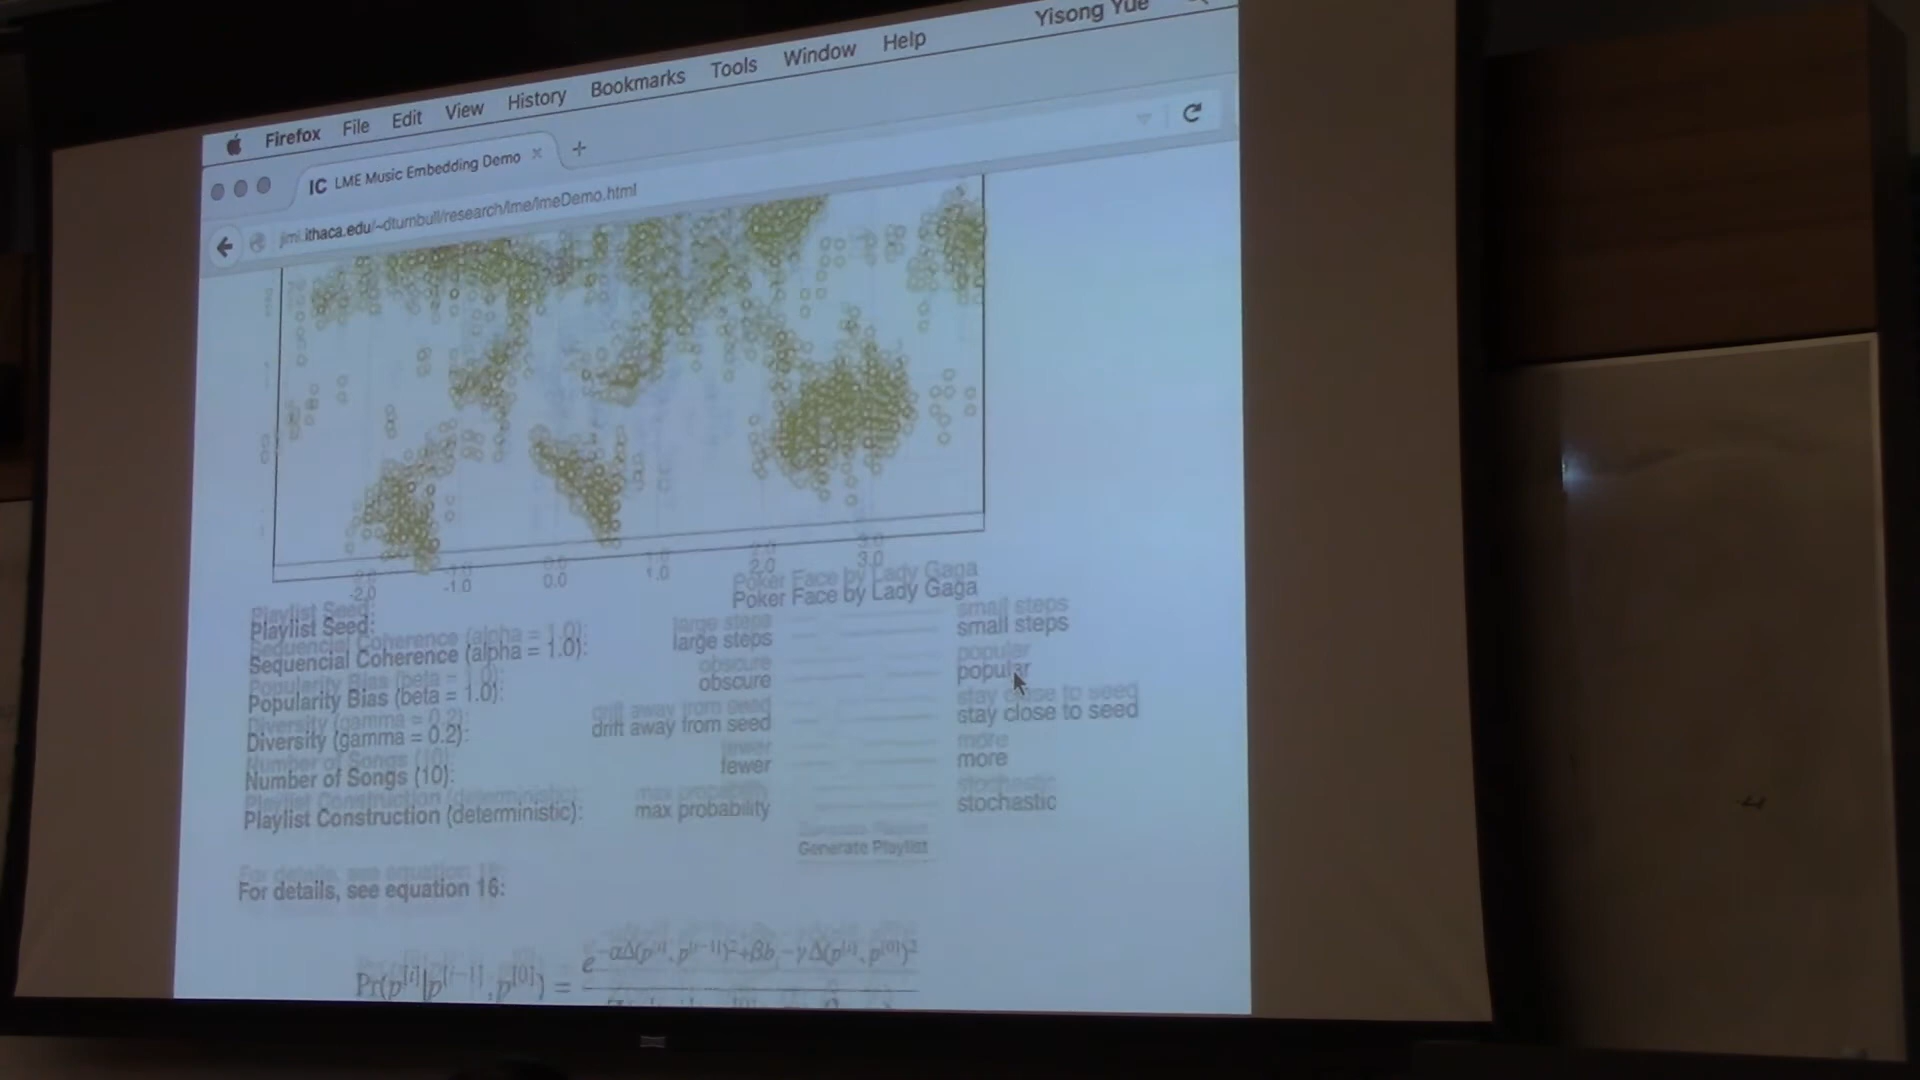 Yisong Yue
Firefox File Edit View History Bookmarks Tools Window Help
IC LME Music Embedding Demo
jimi.ithaca.edu/~dturnbull/research/lme/lmeDemo.html
-2.0 -1.0 0.0 1.0 2.0 3.0
Playlist Seed: Poker Face by Lady Gaga
Sequencial Coherence (alpha = 1.0): large steps small steps
Popularity Bias (beta = 1.0): obscure popular
Diversity (gamma = 0.2): drift away from seed stay close to seed
Number of Songs (10): fewer more
Playlist Construction (deterministic): max probability stochastic
Generate Playlist
For details, see equation 16: